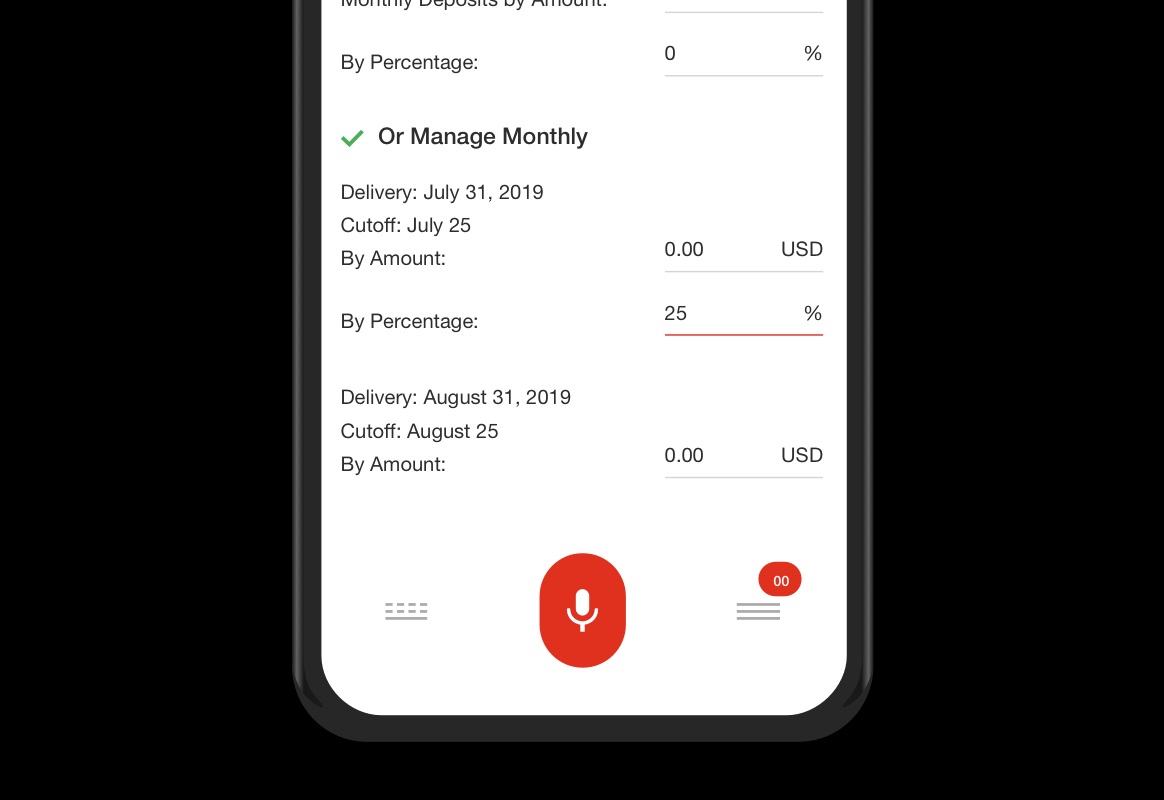 Monthly Deposits by Amount:
0 %
By Percentage:
Or Manage Monthly
Delivery: July 31, 2019
Cutoff: July 25
By Amount:
0.00 USD
By Percentage:
25 %
Delivery: August 31, 2019
Cutoff: August 25
By Amount:
0.00 USD
00